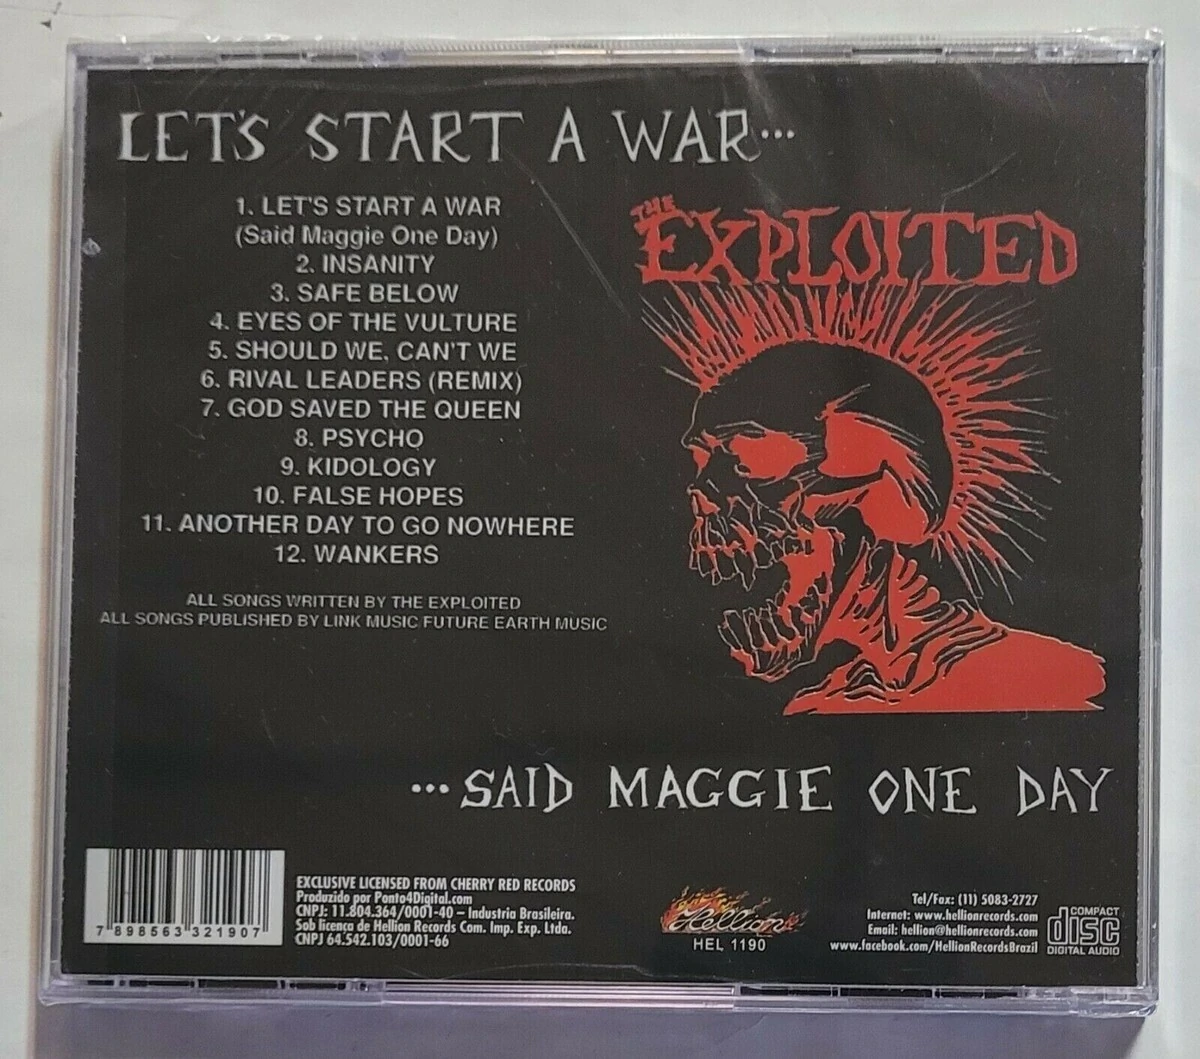 LET'S START A WAR...
1. LET'S START A WAR
(Said Maggie One Day)
2. INSANITY
3. SAFE BELOW
4. EYES OF THE VULTURE
5. SHOULD WE, CAN'T WE
6. RIVAL LEADERS (REMIX)
7. GOD SAVED THE QUEEN
8. PSYCHO
9. KIDOLOGY
10. FALSE HOPES
11. ANOTHER DAY TO GO NOWHERE
12. WANKERS
ALL SONGS WRITTEN BY THE EXPLOITED
ALL SONGS PUBLISHED BY LINK MUSIC FUTURE EARTH MUSIC
THE
EXPLOITED
...SAID MAGGIE ONE DAY
7 898563 321907
EXCLUSIVE LICENSED FROM CHERRY RED RECORDS
Produzido por Ponto4Digital.com
CNPJ: 11.804.364/0001-40 – Industria Brasileira.
Sob licença de Hellion Records Com. Imp. Exp. Ltda.
CNPJ 64.542.103/0001-66
Hellion
HEL 1190
Tel/Fax: (11) 5083-2727
Internet: www.hellionrecords.com
Email: hellion@hellionrecords.com
www.facebook.com/HellionRecordsBrazil
COMPACT
disc
DIGITAL AUDIO